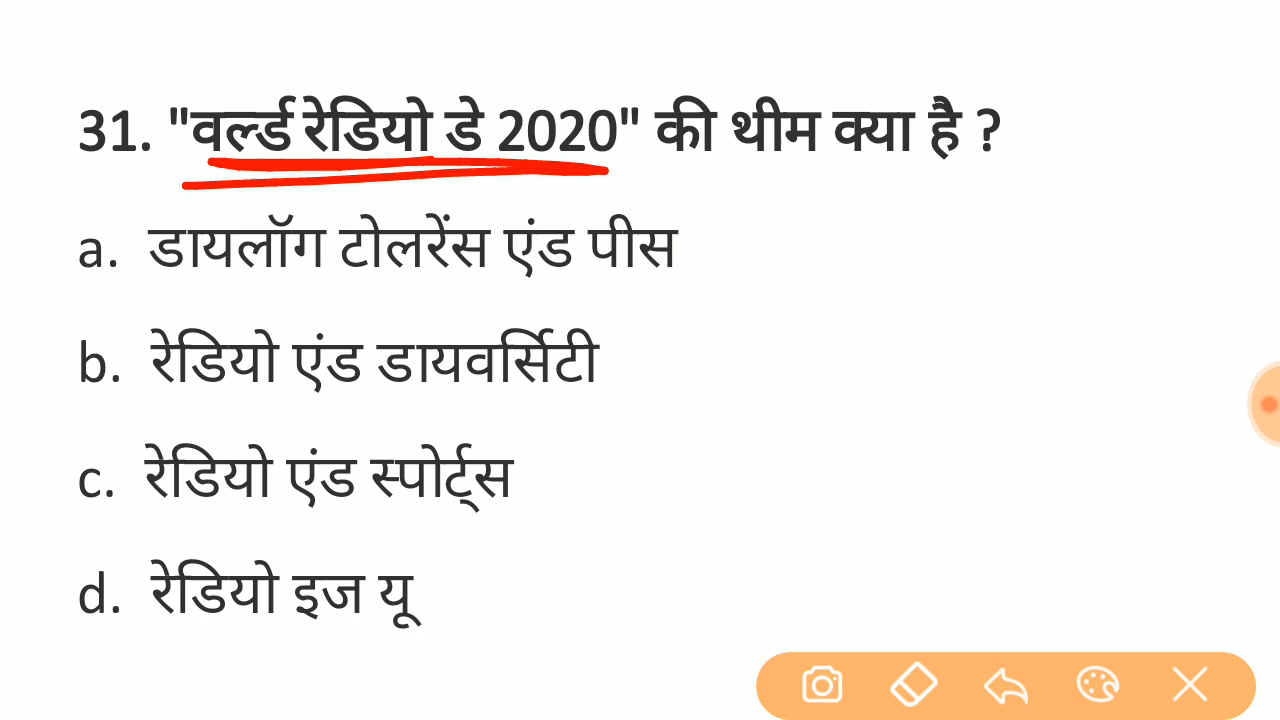 31. "वर्ल्ड रेडियो डे 2020" की थीम क्या है ?
a. डायलॉग टोलरेंस एंड पीस
b. रेडियो एंड डायवर्सिटी
c. रेडियो एंड स्पोर्ट्स
d. रेडियो इज यू